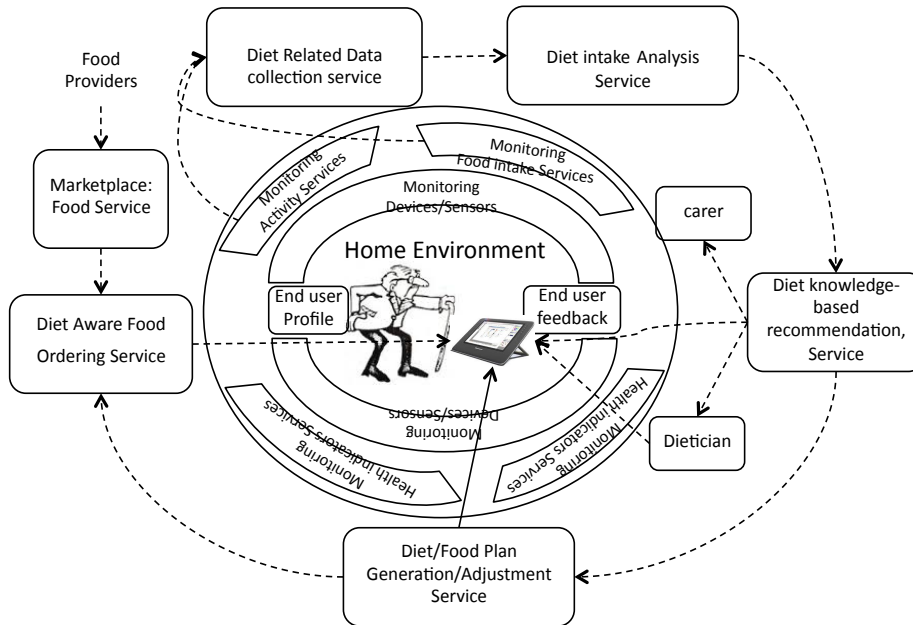 Food
Providers
Diet Related Data
collection service
Diet intake Analysis
Service
Marketplace:
Food Service
Monitoring
Activity Services
Monitoring
Food intake Services
Monitoring
Devices/Sensors
carer
Home Environment
End user
Profile
End user
feedback
Diet knowledge-
based
recommendation,
Service
Diet Aware Food
Ordering Service
Monitoring
Devices/Sensors
Monitoring
Health indicators Services
Monitoring
Health indicators Services
Dietician
Diet/Food Plan
Generation/Adjustment
Service